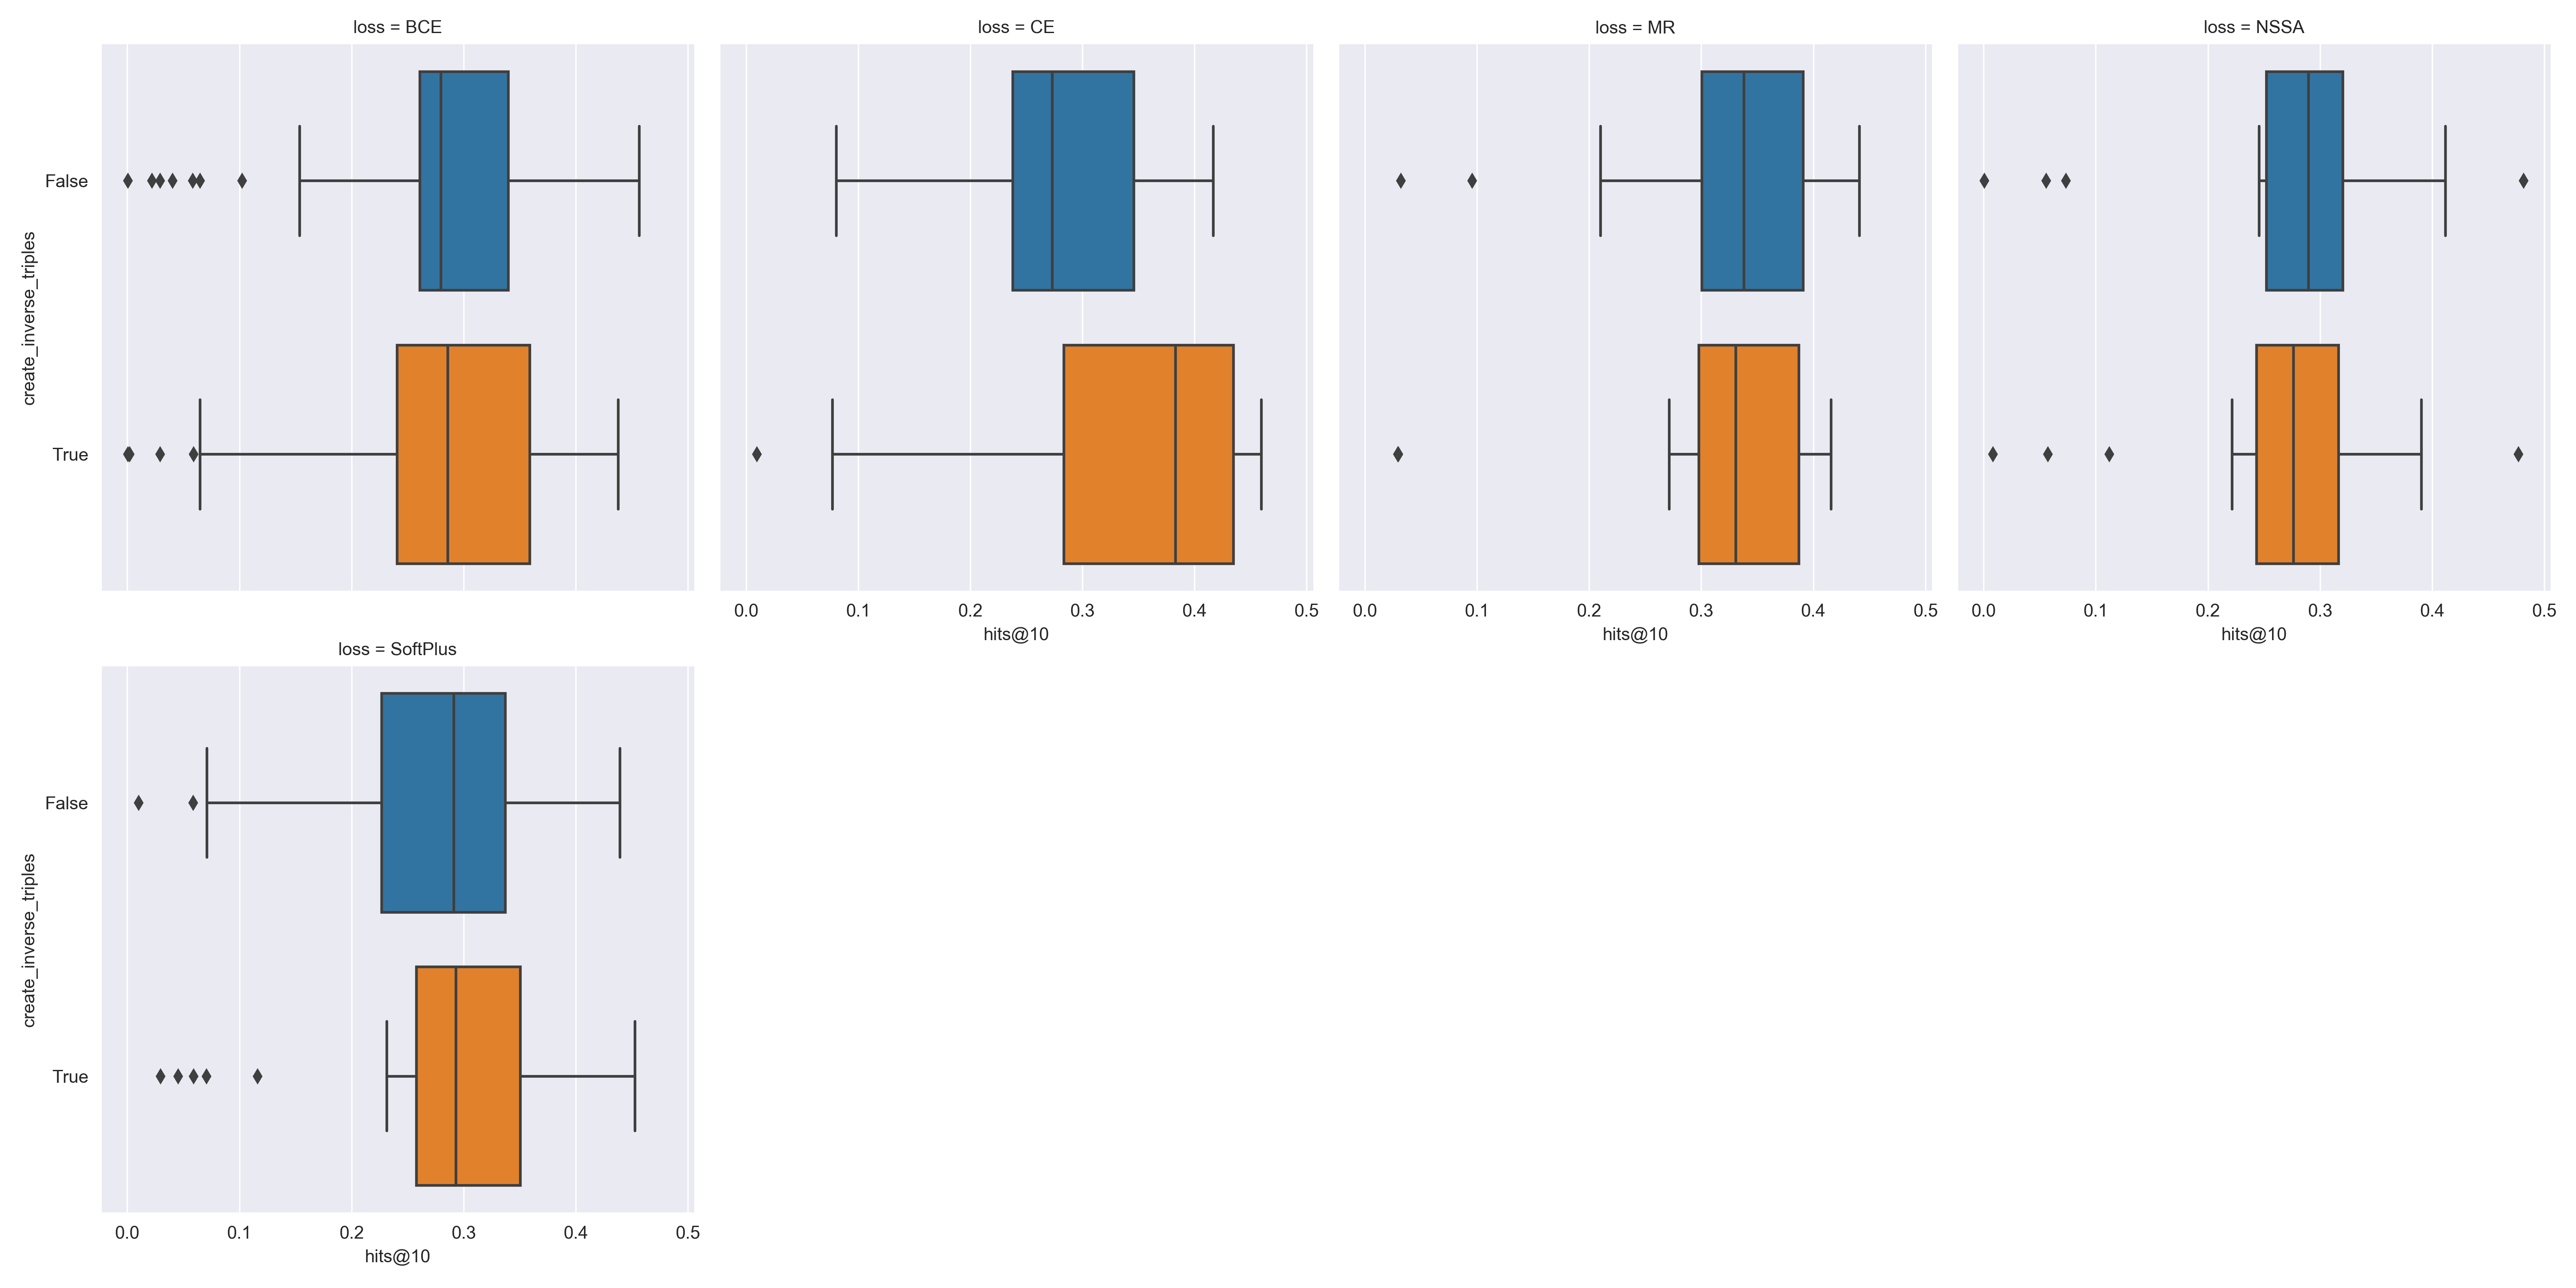 loss = BCE
loss = CE
loss = MR
loss = NSSA
create_inverse_triples
False
True
0.0 0.1 0.2 0.3 0.4 0.5
hits@10
0.0 0.1 0.2 0.3 0.4 0.5
hits@10
0.0 0.1 0.2 0.3 0.4 0.5
hits@10
loss = SoftPlus
create_inverse_triples
False
True
0.0 0.1 0.2 0.3 0.4 0.5
hits@10